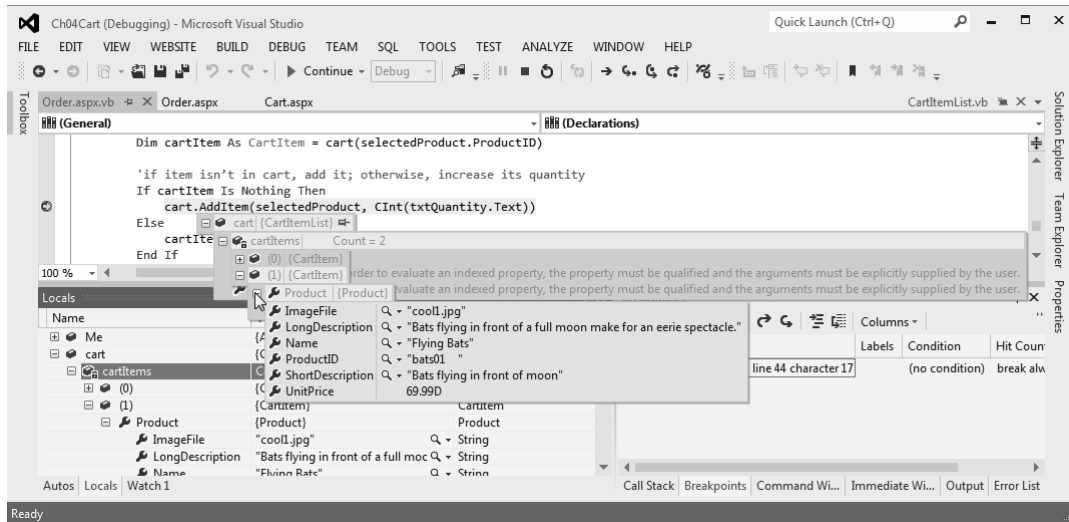 Ch04Cart (Debugging) - Microsoft Visual Studio
Quick Launch (Ctrl+Q)
FILE EDIT VIEW WEBSITE BUILD DEBUG TEAM SQL TOOLS TEST ANALYZE WINDOW HELP
Continue Debug
Toolbox
Order.aspx.vb Order.aspx Cart.aspx CartItemList.vb
(General) (Declarations)
Dim cartItem As CartItem = cart(selectedProduct.ProductID)
'if item isn't in cart, add it; otherwise, increase its quantity
If cartItem Is Nothing Then
cart.AddItem(selectedProduct, CInt(txtQuantity.Text))
Else cart {CartItemList}
cartIte cartItems Count = 2
End If (0) {CartItem}
(1) {CartItem} rder to evaluate an indexed property, the property must be qualified and the arguments must be explicitly supplied by the user.
Product {Product} evaluate an indexed property, the property must be qualified and the arguments must be explicitly supplied by the user.
100 %
ImageFile "cool1.jpg"
LongDescription "Bats flying in front of a full moon make for an eerie spectacle."
Name "Flying Bats"
ProductID "bats01 "
ShortDescription "Bats flying in front of moon"
UnitPrice 69.99D
Solution Explorer
Team Explorer
Properties
Locals
Name
Me
cart
cartItems
(0)
(1) {CartItem} CartItem
Product {Product} Product
ImageFile "cool1.jpg" String
LongDescription "Bats flying in front of a full moc String
Name "Flying Bats" String
Columns
Labels Condition Hit Coun
line 44 character 17 (no condition) break alw
Autos Locals Watch 1
Call Stack Breakpoints Command Wi... Immediate Wi... Output Error List
Ready